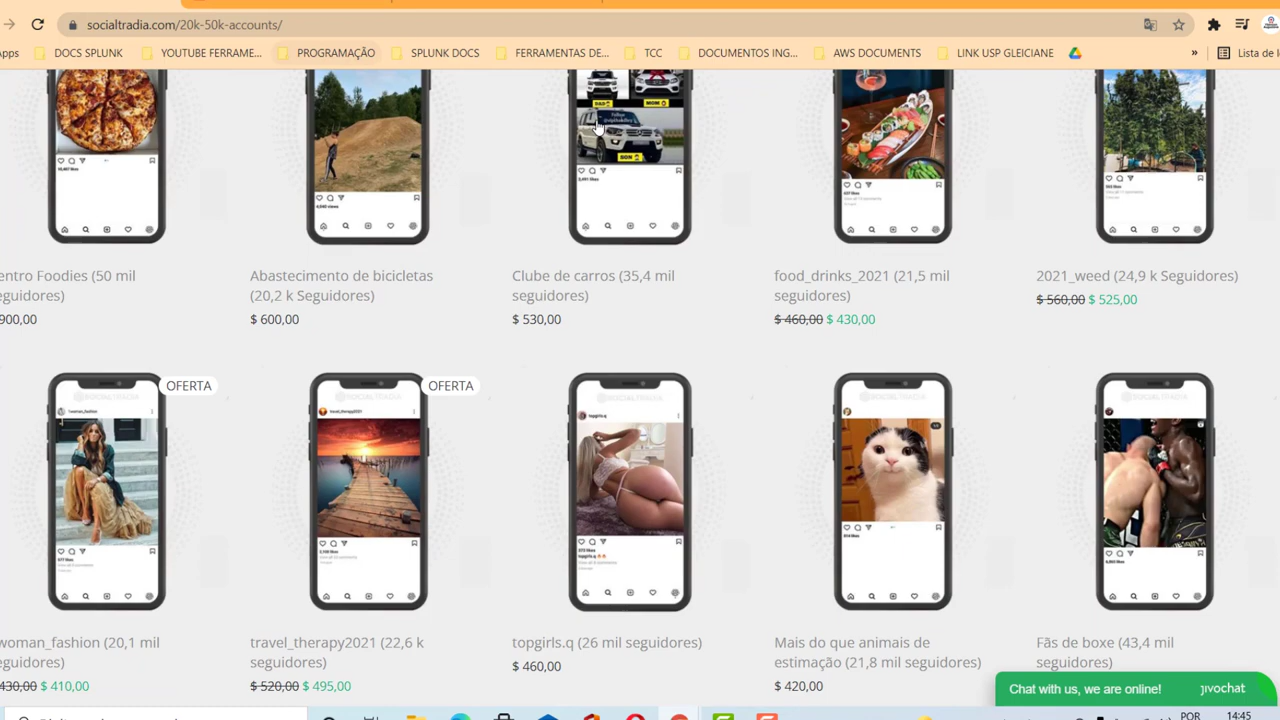 socialtradia.com/20k-50k-accounts/
Apps
DOCS SPLUNK
YOUTUBE FERRAME...
PROGRAMAÇÃO
SPLUNK DOCS
FERRAMENTAS DE...
TCC
DOCUMENTOS ING...
AWS DOCUMENTS
LINK USP GLEICIANE
»
Lista de
DAD
MOM
SON
entro Foodies (50 mil
eguidores)
900,00
Abastecimento de bicicletas
(20,2 k Seguidores)
$ 600,00
Clube de carros (35,4 mil
seguidores)
$ 530,00
food_drinks_2021 (21,5 mil
seguidores)
$ 460,00 $ 430,00
2021_weed (24,9 k Seguidores)
$ 560,00 $ 525,00
OFERTA
OFERTA
woman_fashion (20,1 mil
eguidores)
430,00 $ 410,00
travel_therapy2021 (22,6 k
seguidores)
$ 520,00 $ 495,00
topgirls.q
topgirls.q (26 mil seguidores)
$ 460,00
Mais do que animais de
estimação (21,8 mil seguidores)
$ 420,00
Fãs de boxe (43,4 mil
seguidores)
Chat with us, we are online!
jivochat
POR
14:45